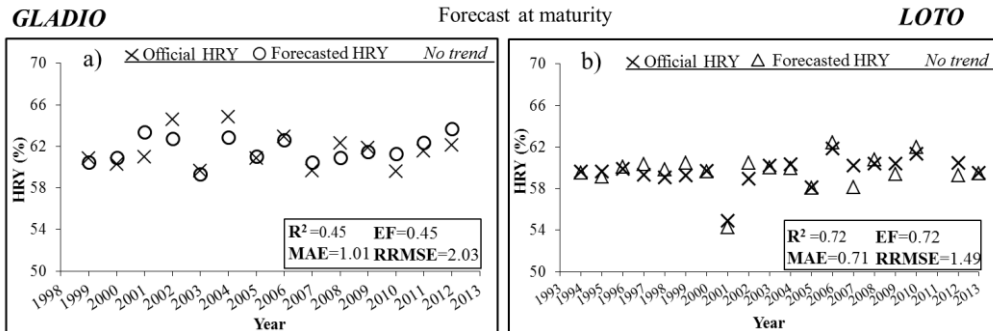 GLADIO Forecast at maturity LOTO
a) Official HRY Forecasted HRY No trend
HRY (%)
70
66
62
58
54
50
R²=0.45 EF=0.45
MAE=1.01 RRMSE=2.03
1998 1999 2000 2001 2002 2003 2004 2005 2006 2007 2008 2009 2010 2011 2012 2013
Year
b) Official HRY Forecasted HRY No trend
HRY (%)
70
66
62
58
54
50
R²=0.72 EF=0.72
MAE=0.71 RRMSE=1.49
1993 1994 1995 1996 1997 1998 1999 2000 2001 2002 2003 2004 2005 2006 2007 2008 2009 2010 2012 2013
Year